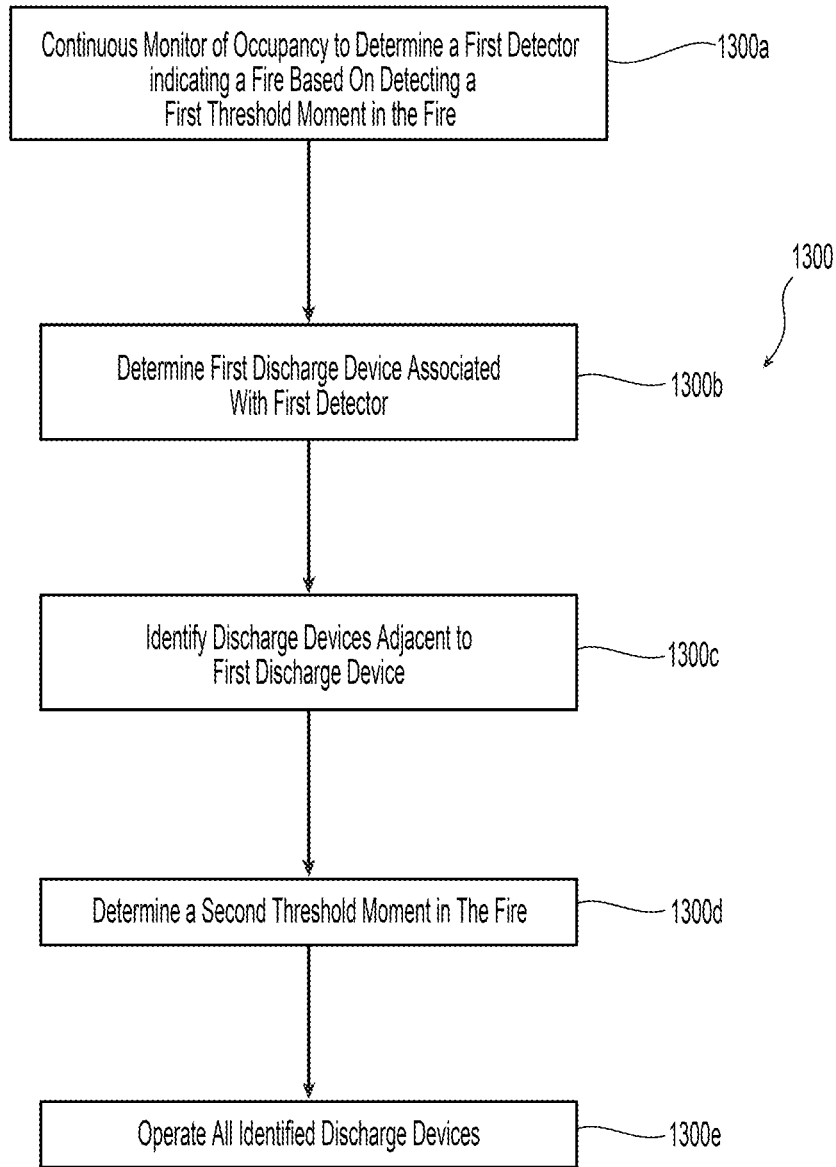 Continuous Monitor of Occupancy to Determine a First Detector
indicating a Fire Based On Detecting a
First Threshold Moment in the Fire
1300a
1300
Determine First Discharge Device Associated
With First Detector
1300b
Identify Discharge Devices Adjacent to
First Discharge Device
1300c
Determine a Second Threshold Moment in The Fire
1300d
Operate All Identified Discharge Devices
1300e